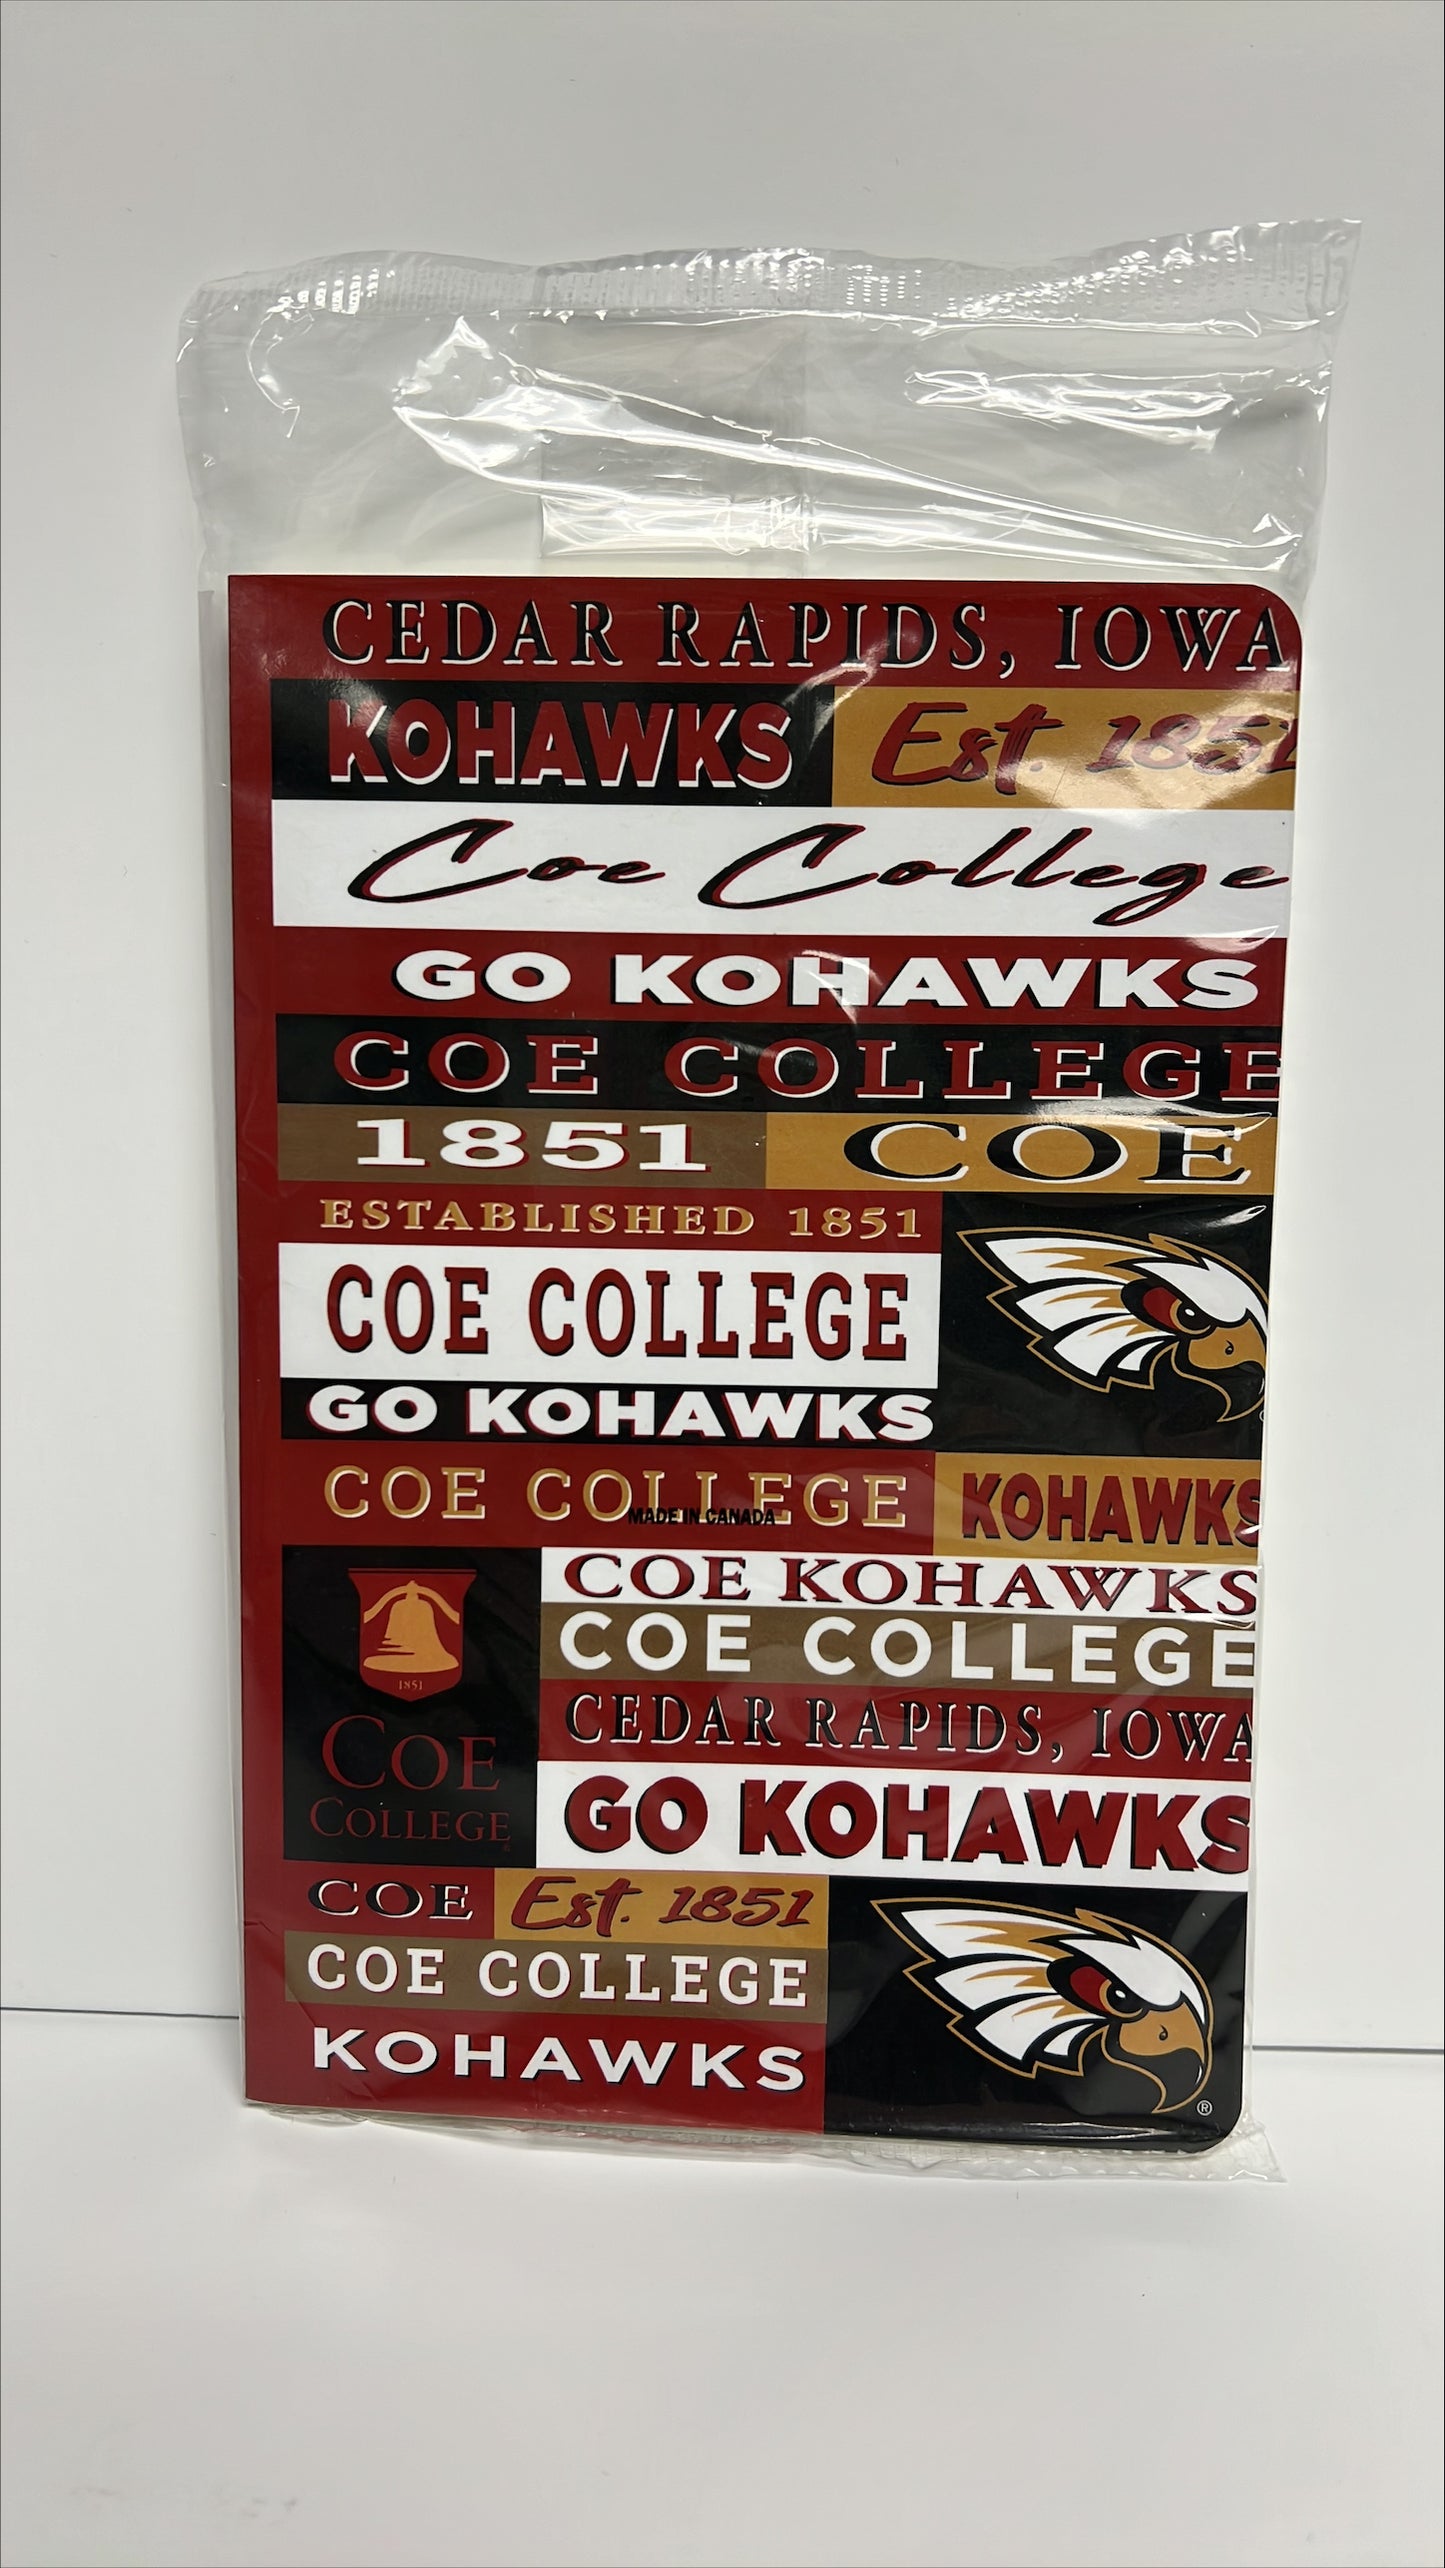 CEDAR RAPIDS, IOWA
KOHAWKS Est. 1851
Coe College
GO KOHAWKS
COE COLLEGE
1851 COE
ESTABLISHED 1851
COE COLLEGE
GO KOHAWKS
COE COLLEGE KOHAWKS
MADE IN CANADA
1851
COE
COLLEGE
COE KOHAWKS
COE COLLEGE
CEDAR RAPIDS, IOWA
GO KOHAWKS
COE Est. 1851
COE COLLEGE
KOHAWKS
®